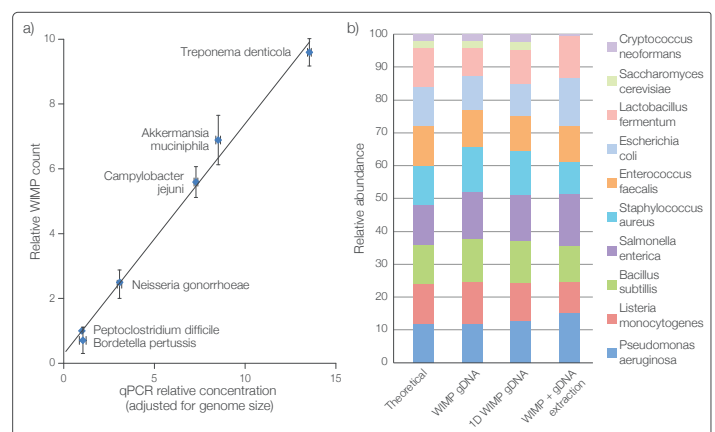 a)
10
8
6
4
2
0
Relative WIMP count
Treponema denticola
Akkermansia
muciniphila
Campylobacter
jejuni
Neisseria gonorrhoeae
Peptoclostridium difficile
Bordetella pertussis
0
5
10
15
qPCR relative concentration
(adjusted for genome size)
b)
100
90
80
70
60
50
40
30
20
10
0
Relative abundance
Theoretical
WIMP gDNA
1D WIMP gDNA
WIMP + gDNA
extraction
Cryptococcus
neoformans
Saccharomyces
cerevisiae
Lactobacillus
fermentum
Escherichia
coli
Enterococcus
faecalis
Staphylococcus
aureus
Salmonella
enterica
Bacillus
subtillis
Listeria
monocytogenes
Pseudomonas
aeruginosa